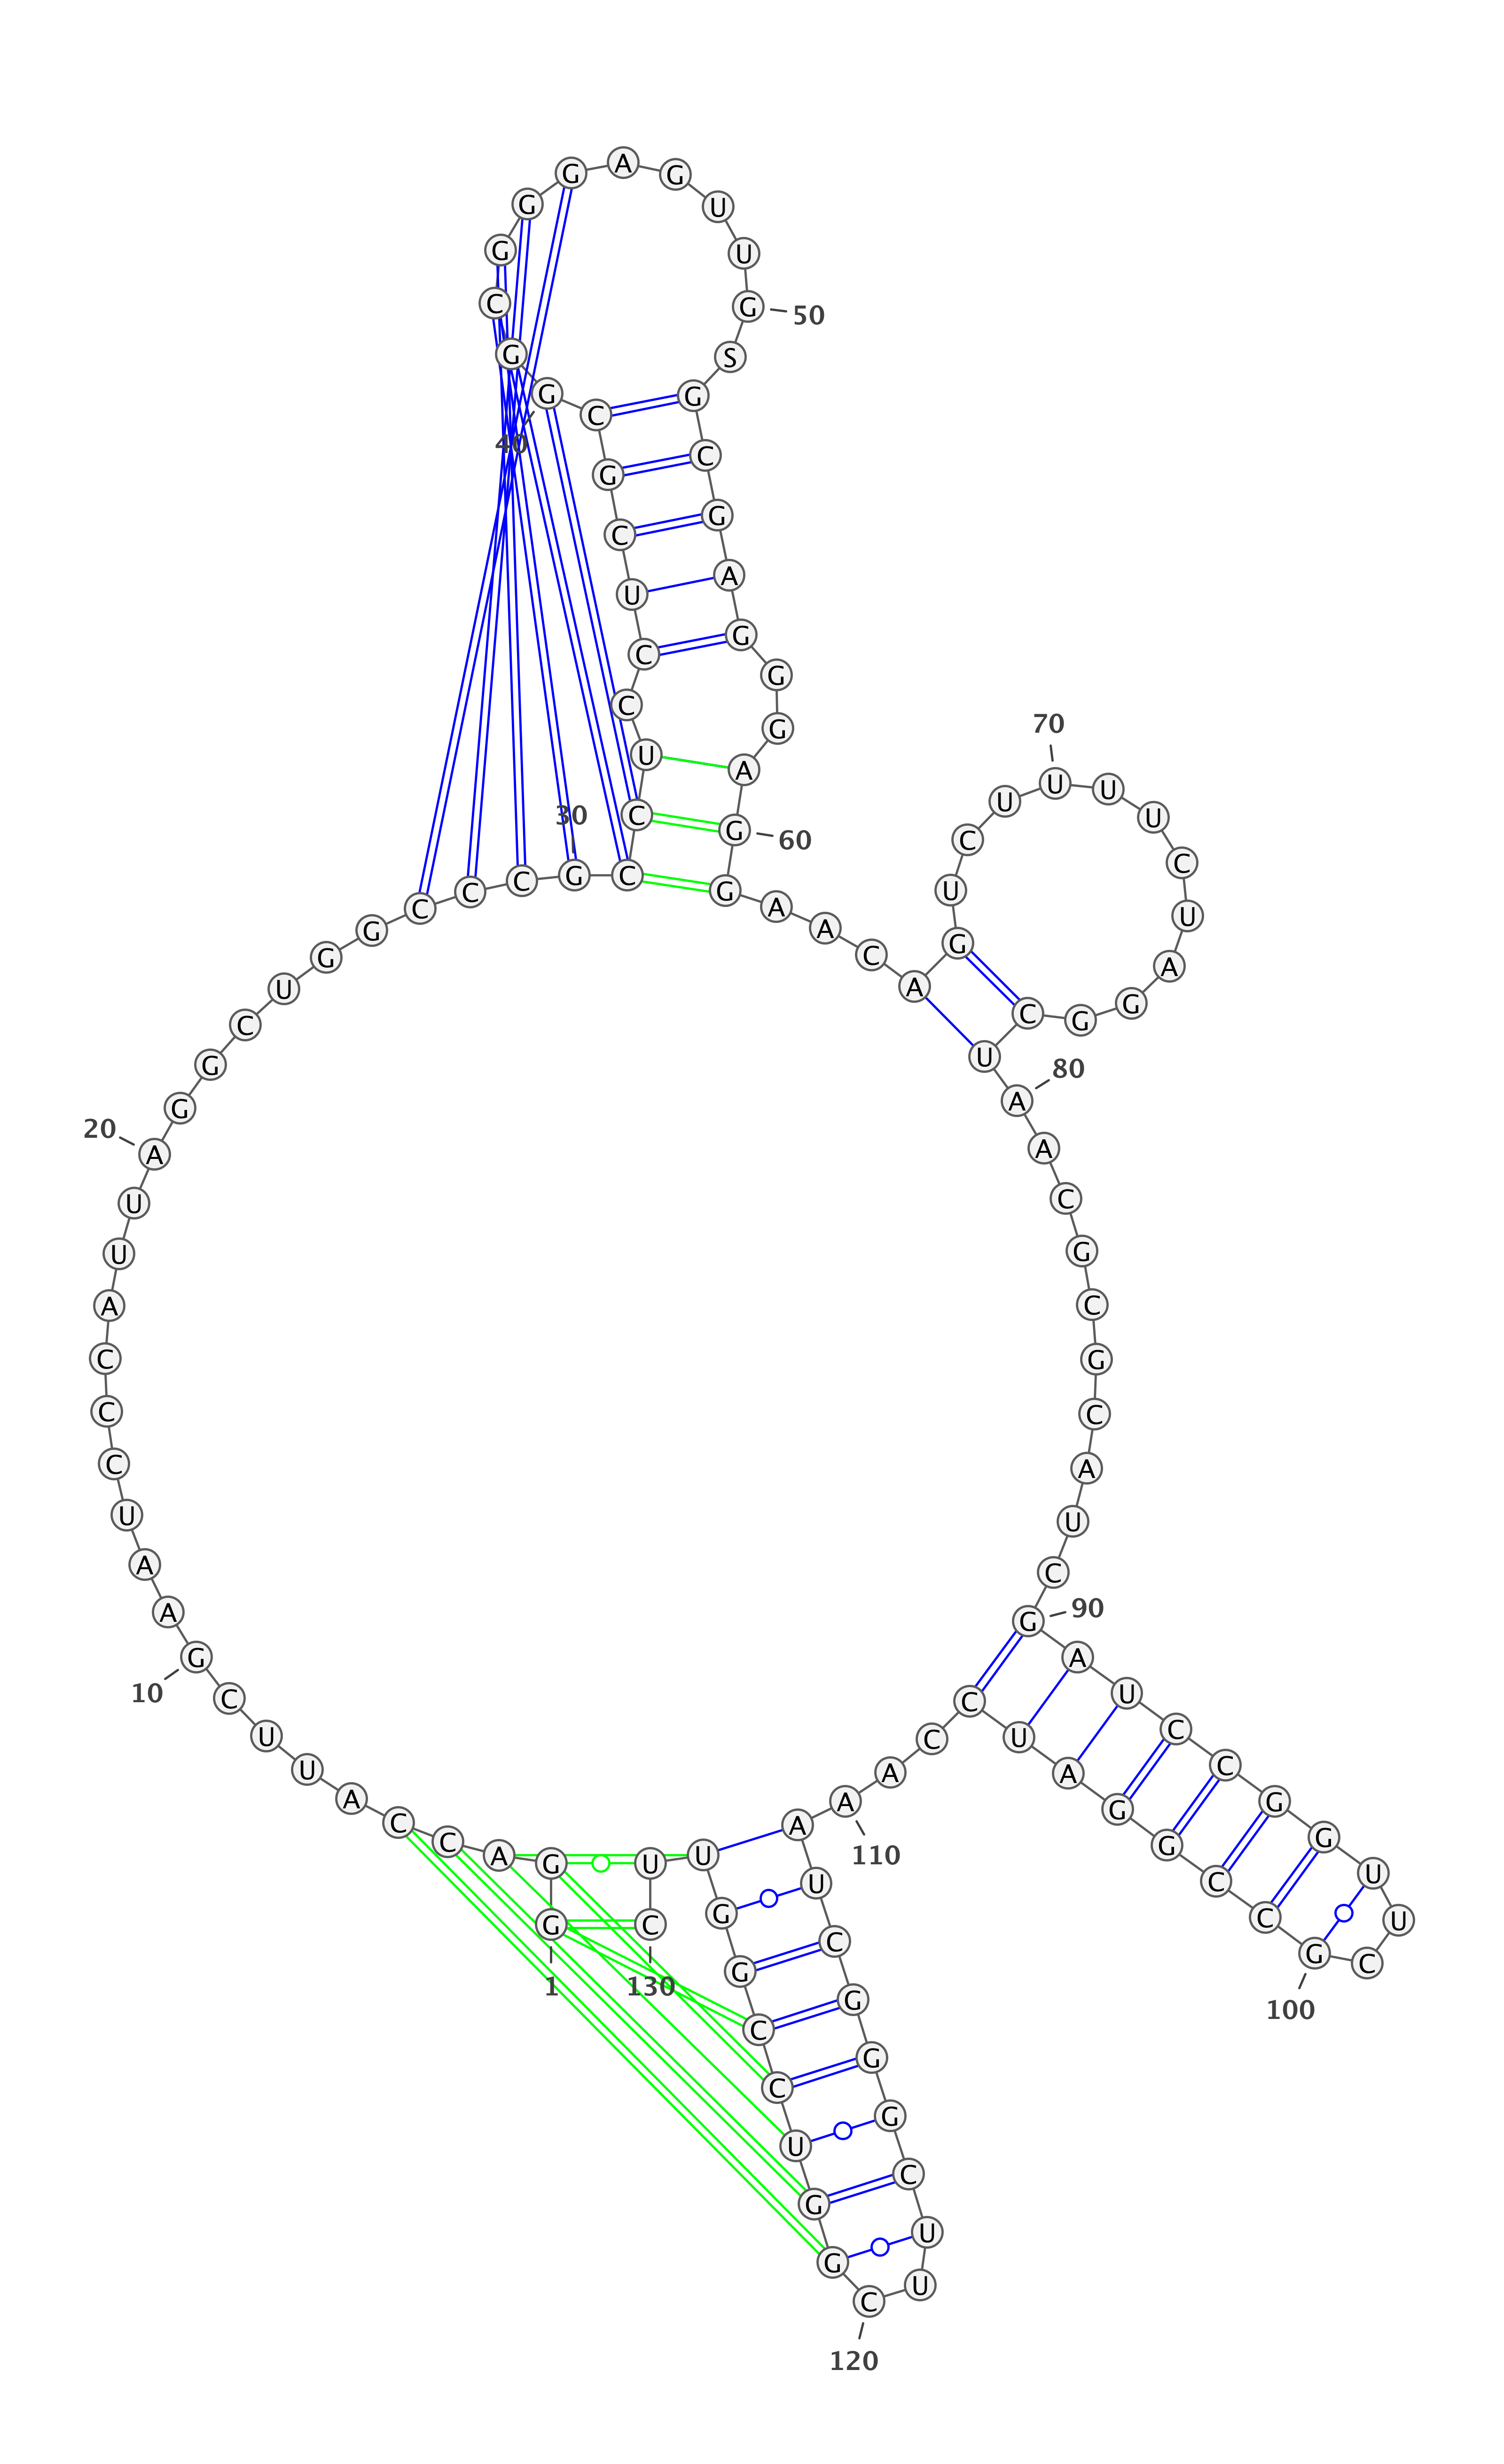 G G A C C A U U C G
1
10
A A U C C C A U U A
20
G G C U G G C C C G
30
C C U C C U C G C G
40
G C G G G A G U U G
50
S G C G A G G G A G
60
G A A C A G U C U U
70
U U C U A G G C U A
80
A C G C G C A U C G
90
A U C C G G U U C G
100
C C G G A U C C A A
110
A U C G G G C U U C
120
G G U C C G G U U C
130